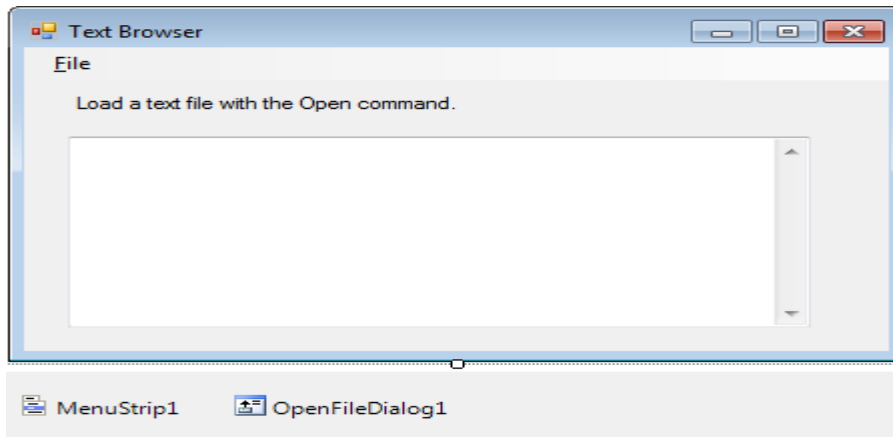 Text Browser
File
Load a text file with the Open command.
MenuStrip1 OpenFileDialog1